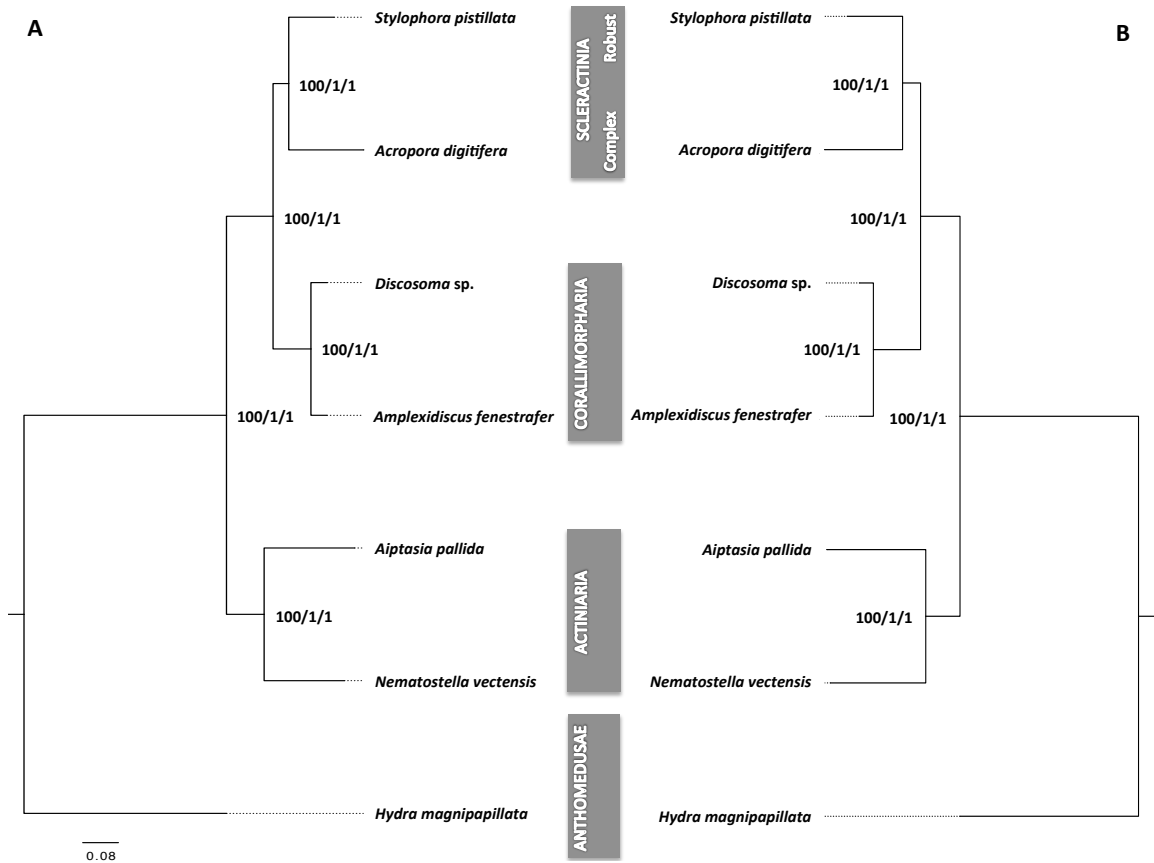 A
B
Stylophora pistillata
100/1/1
Acropora digitifera
100/1/1
Discosoma sp.
100/1/1
Amplexidiscus fenestrafer
100/1/1
Aiptasia pallida
100/1/1
Nematostella vectensis
Hydra magnipapillata
0.08
SCLERACTINIA
Robust
Complex
CORALLIMORPHARIA
ACTINIARIA
ANTHOMEDUSAE
Stylophora pistillata
100/1/1
Acropora digitifera
100/1/1
Discosoma sp.
100/1/1
Amplexidiscus fenestrafer
100/1/1
Aiptasia pallida
100/1/1
Nematostella vectensis
Hydra magnipapillata